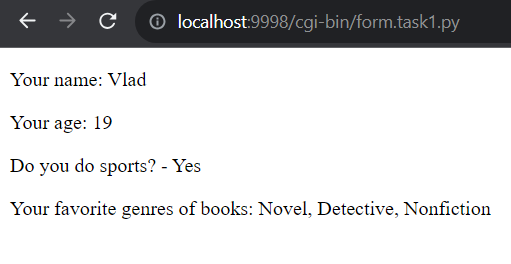 localhost:9998/cgi-bin/form.task1.py
Your name: Vlad
Your age: 19
Do you do sports? - Yes
Your favorite genres of books: Novel, Detective, Nonfiction